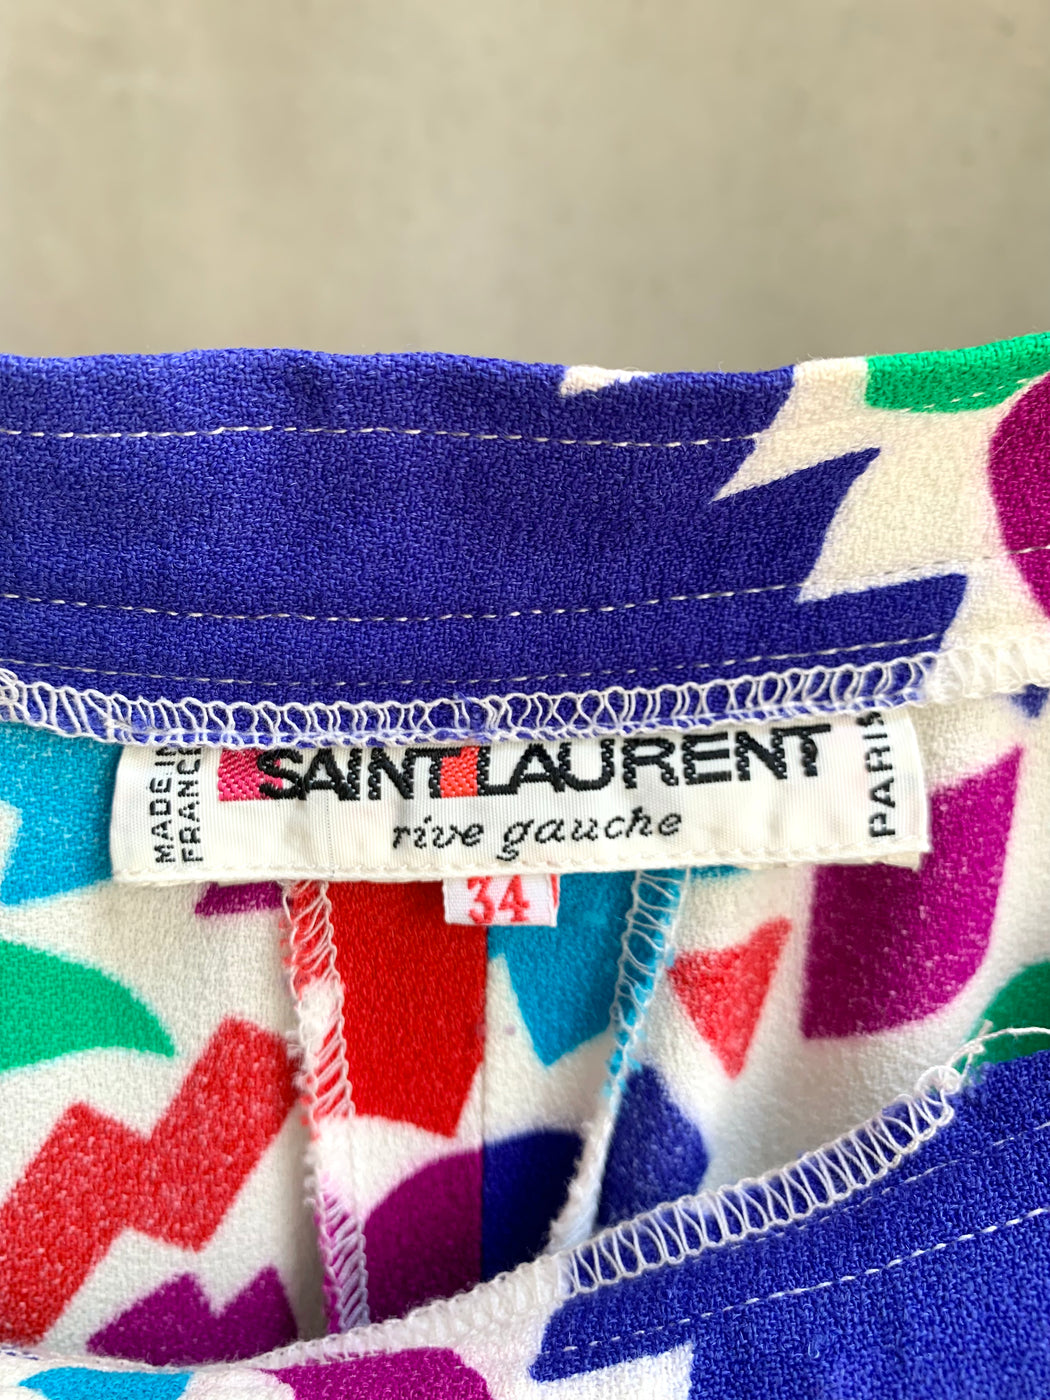 MADE IN
FRANCE
SAINT LAURENT
rive gauche
PARIS
34